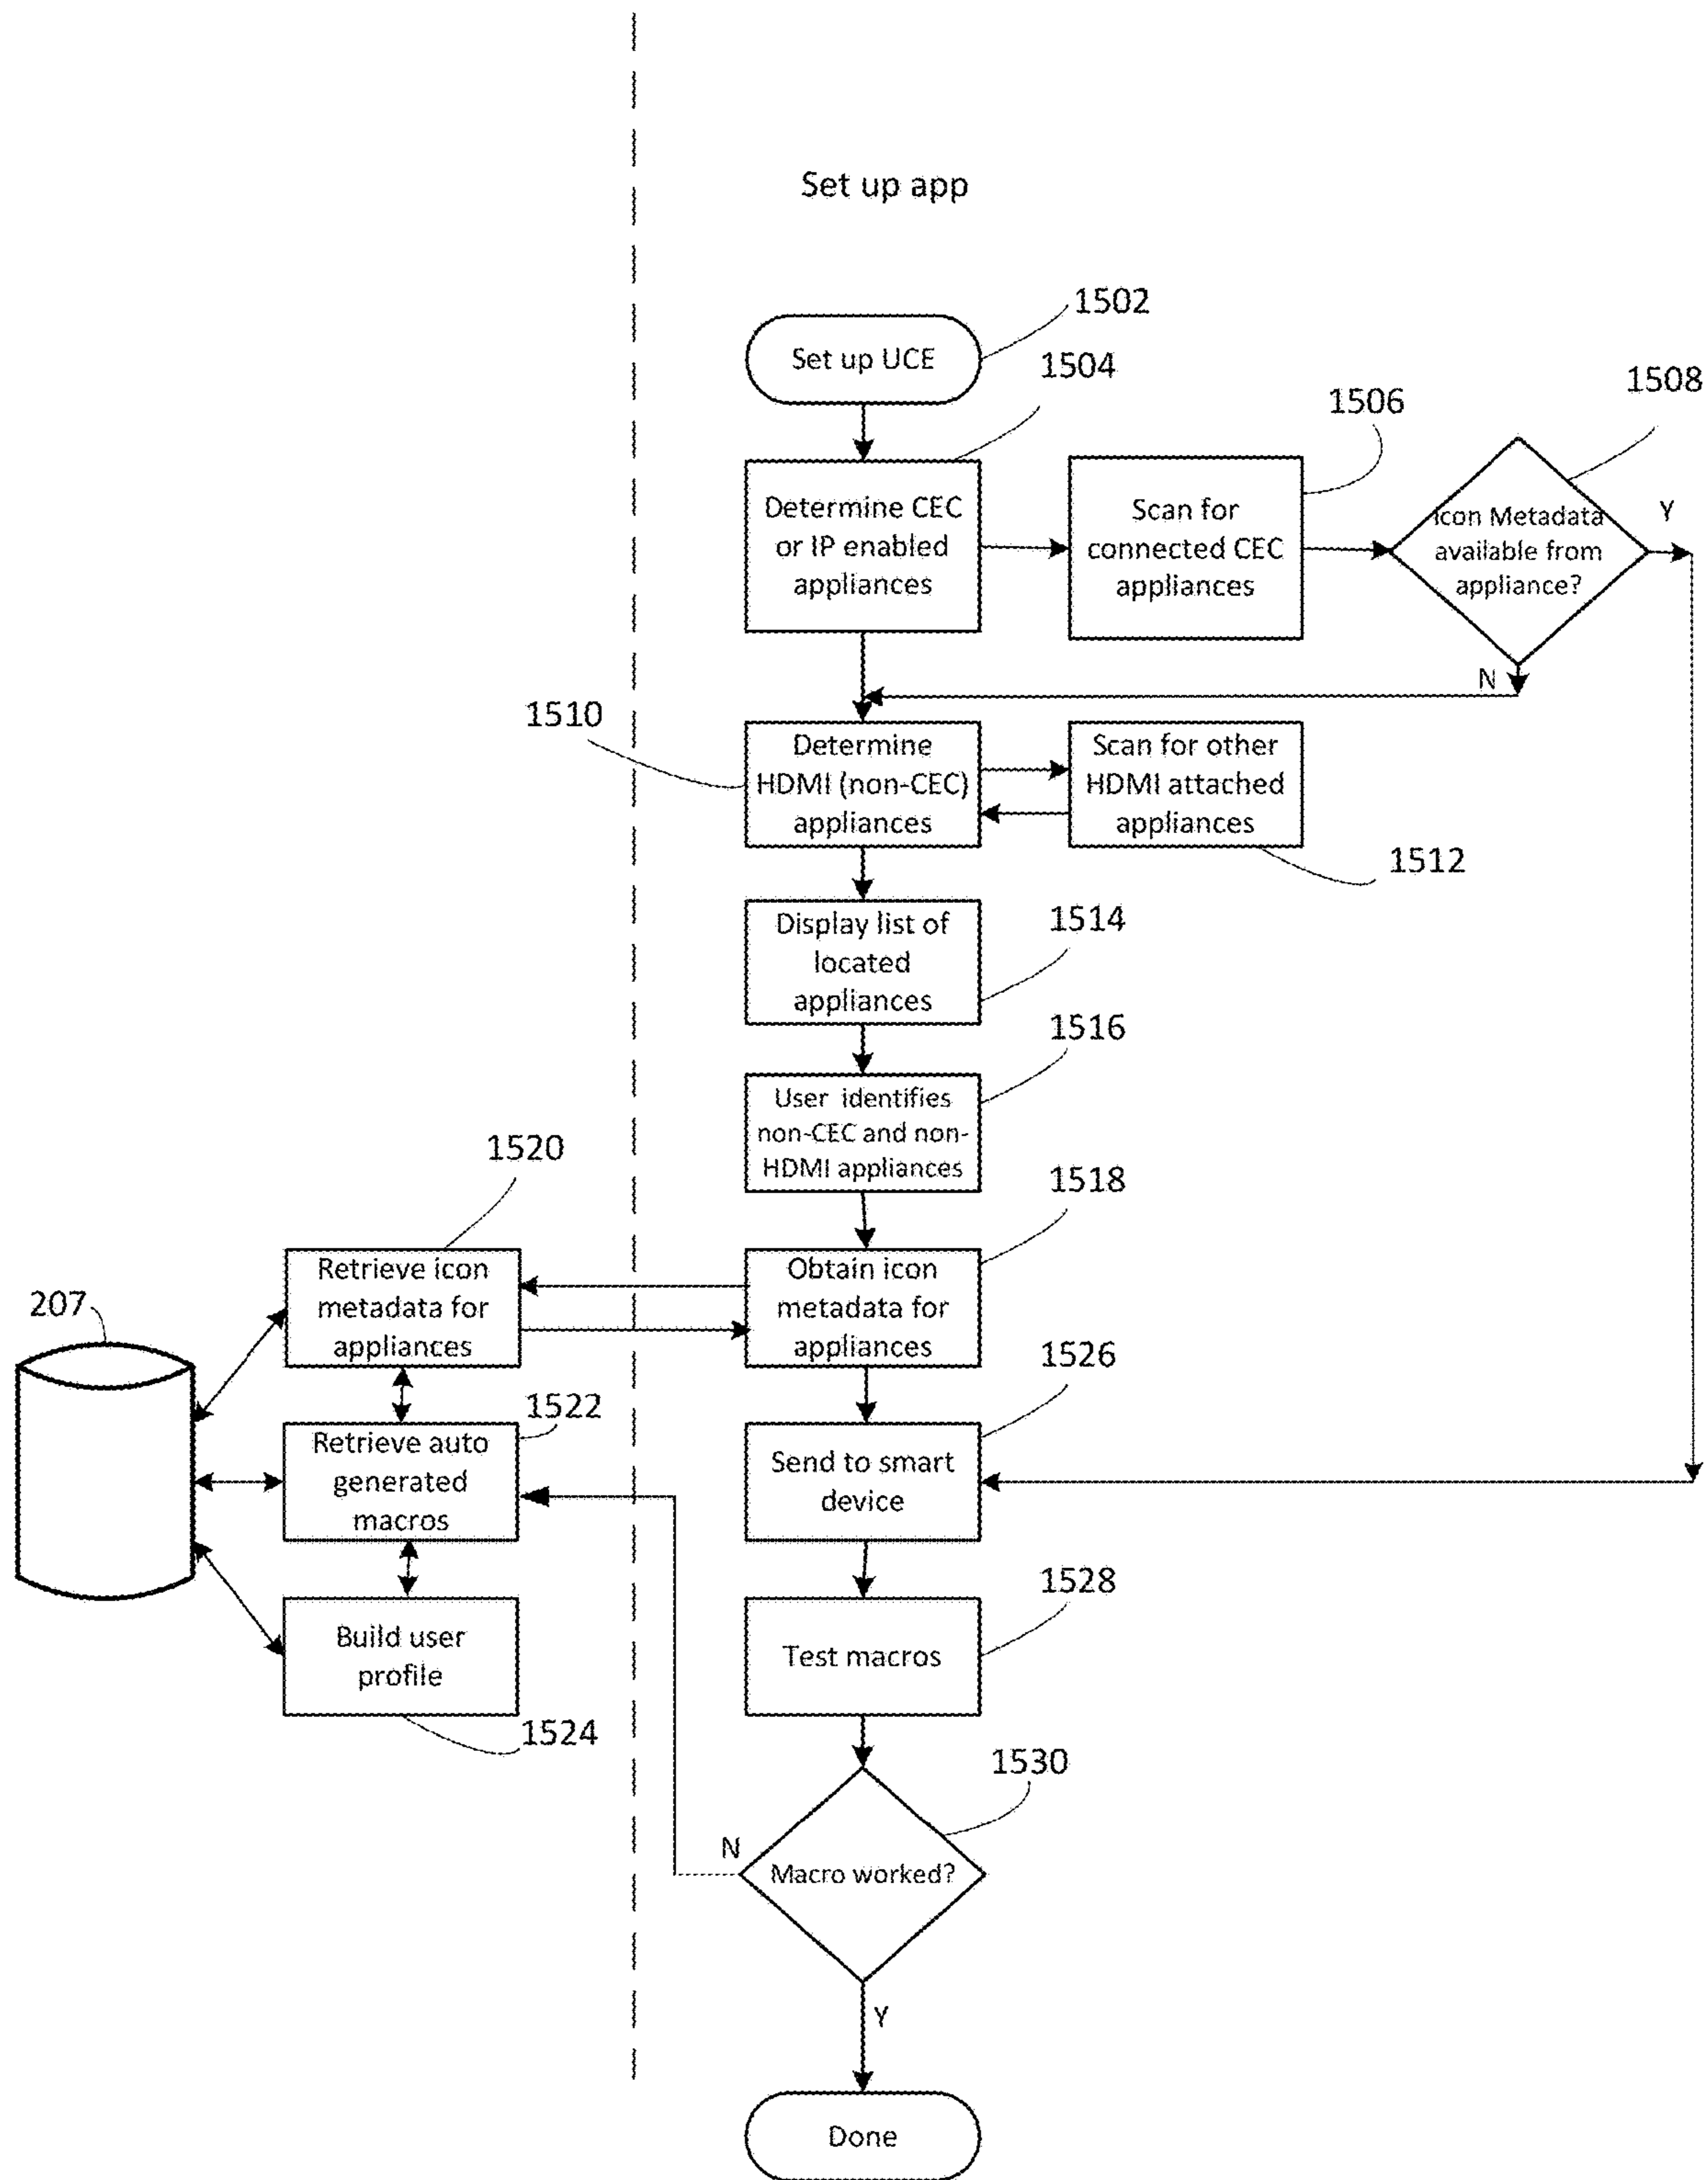 Set up app
1502
Set up UCE
1504
1506
1508
Determine CEC
or IP enabled
appliances
Scan for
connected CEC
appliances
Icon Metadata
available from
appliance?
Y
N
1510
Determine
HDMI (non-CEC)
appliances
Scan for other
HDMI attached
appliances
1512
Display list of
located
appliances
1514
1516
User identifies
non-CEC and non-
HDMI appliances
1520
1518
Retrieve icon
metadata for
appliances
Obtain icon
metadata for
appliances
207
1526
1522
Retrieve auto
generated
macros
Send to smart
device
1528
Build user
profile
Test macros
1524
1530
N
Macro worked?
Y
Done